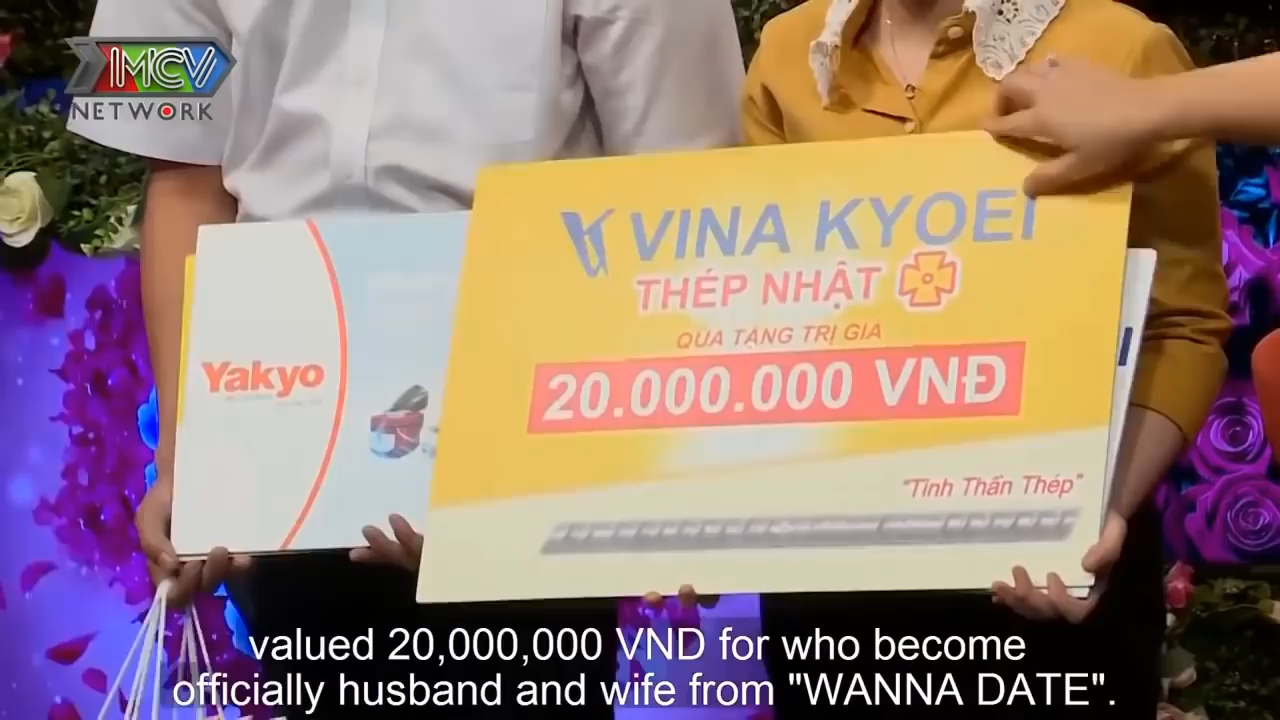 MCV
NETWORK
VINA KYOEI
THÉP NHẬT
QUÀ TẶNG TRỊ GIA
20.000.000 VNĐ
Yakyo
"Tinh Thần Thép"
valued 20,000,000 VND for who become
officially husband and wife from "WANNA DATE".